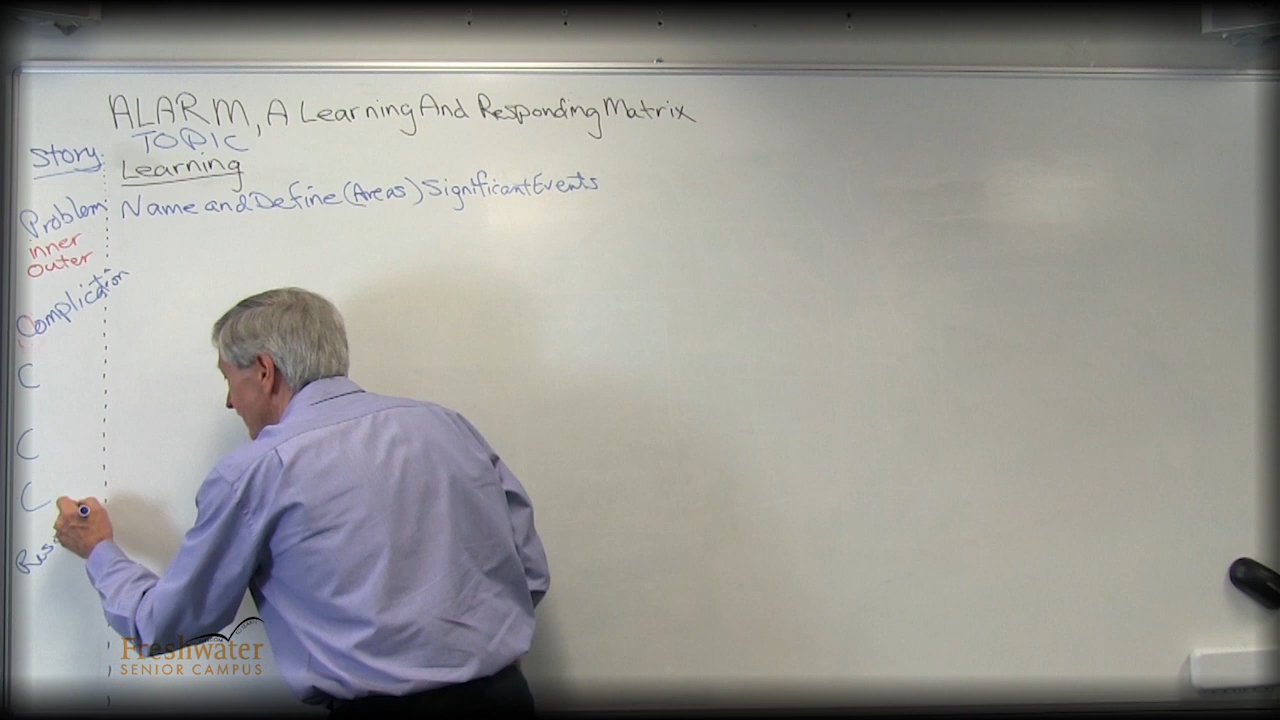 ALARM, A Learning And Responding Matrix
TOPIC
Story:
Learning
Problem
Name and Define (Areas) Significant Events
inner
outer
Complication
C
C
C
Res
Freshwater
SENIOR CAMPUS